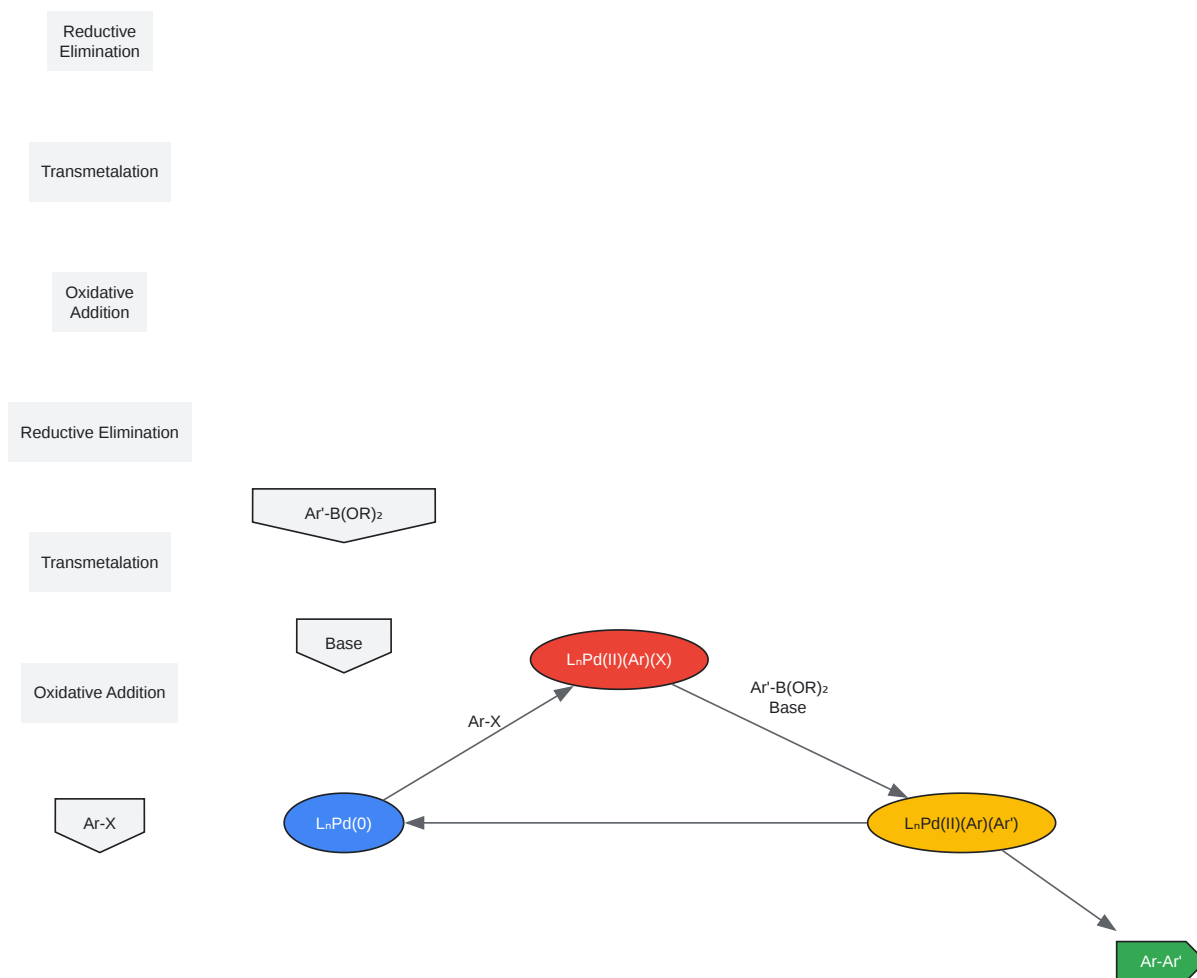 Reductive
Elimination
Transmetalation
Oxidative
Addition
Reductive Elimination
Ar'-B(OR)₂
Transmetalation
Base
LₙPd(II)(Ar)(X)
Oxidative Addition
Ar'-B(OR)₂
Base
Ar-X
Ar-X
LₙPd(0)
LₙPd(II)(Ar)(Ar')
Ar-Ar'